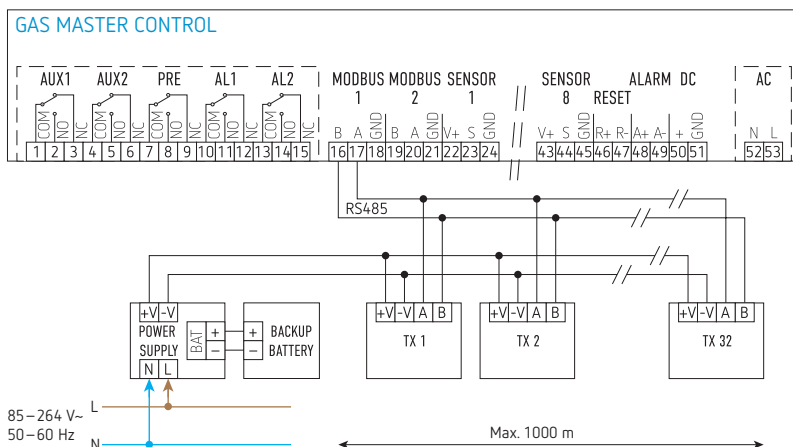 GAS MASTER CONTROL
AUX1 AUX2 PRE AL1 AL2 MODBUS MODBUS SENSOR SENSOR ALARM DC AC
1 2 1 8 RESET
COM NO NC COM NO NC COM NO NC COM NO NC COM NO NC B A GND B A GND V+ S GND V+ S GND R+ R- A+ A- + GND N L
1 2 3 4 5 6 7 8 9 10 11 12 13 14 15 16 17 18 19 20 21 22 23 24 43 44 45 46 47 48 49 50 51 52 53
RS485
+V -V +V -V A B +V -V A B +V -V A B
POWER SUPPLY
BAT + - + -
BACKUP BATTERY
TX 1 TX 2 TX 32
N L
85–264 V~ L
50–60 Hz N
Max. 1000 m